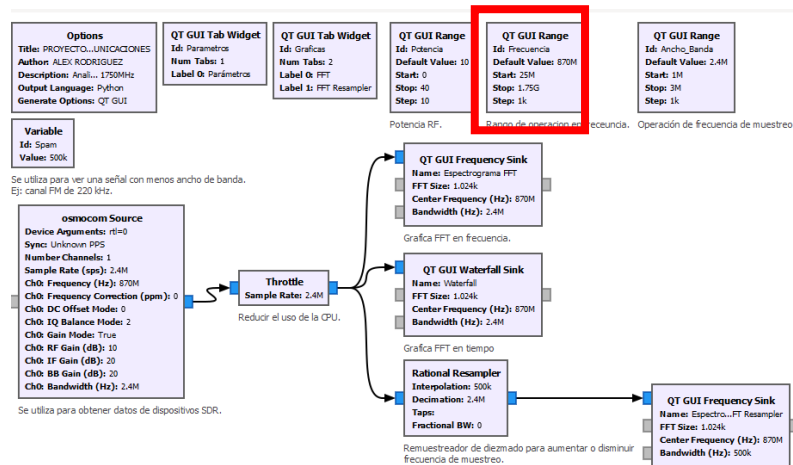 Options
Title: PROYECTO...UNICACIONES
Author: ALEX RODRIGUEZ
Description: Anali... 1750MHz
Output Language: Python
Generate Options: QT GUI
QT GUI Tab Widget
Id: Parametros
Num Tabs: 1
Label 0: Parámetros
QT GUI Tab Widget
Id: Graficas
Num Tabs: 2
Label 0: FFT
Label 1: FFT Resampler
QT GUI Range
Id: Potencia
Default Value: 10
Start: 0
Stop: 40
Step: 10
Potencia RF.
QT GUI Range
Id: Frecuencia
Default Value: 870M
Start: 25M
Stop: 1.75G
Step: 1k
Rango de operacion en receuncia.
QT GUI Range
Id: Ancho_Banda
Default Value: 2.4M
Start: 1M
Stop: 3M
Step: 1k
Operación de frecuencia de muestreo
Variable
Id: Spam
Value: 500k
Se utiliza para ver una señal con menos ancho de banda.
Ej: canal FM de 220 kHz.
osmocom Source
Device Arguments: rtl=0
Sync: Unknown PPS
Number Channels: 1
Sample Rate (sps): 2.4M
Ch0: Frequency (Hz): 870M
Ch0: Frequency Correction (ppm): 0
Ch0: DC Offset Mode: 0
Ch0: IQ Balance Mode: 2
Ch0: Gain Mode: True
Ch0: RF Gain (dB): 10
Ch0: IF Gain (dB): 20
Ch0: BB Gain (dB): 20
Ch0: Bandwidth (Hz): 2.4M
Se utiliza para obtener datos de dispositivos SDR.
Throttle
Sample Rate: 2.4M
Reducir el uso de la CPU.
QT GUI Frequency Sink
Name: Espectrograma FFT
FFT Size: 1.024k
Center Frequency (Hz): 870M
Bandwidth (Hz): 2.4M
Grafica FFT en frecuencia.
QT GUI Waterfall Sink
Name: Waterfall
FFT Size: 1.024k
Center Frequency (Hz): 870M
Bandwidth (Hz): 2.4M
Grafica FFT en tiempo
Rational Resampler
Interpolation: 500k
Decimation: 2.4M
Taps:
Fractional BW: 0
Remuestreador de diezmado para aumentar o disminuir
frecuencia de muestreo.
QT GUI Frequency Sink
Name: Espectro...FT Resampler
FFT Size: 1.024k
Center Frequency (Hz): 870M
Bandwidth (Hz): 500k